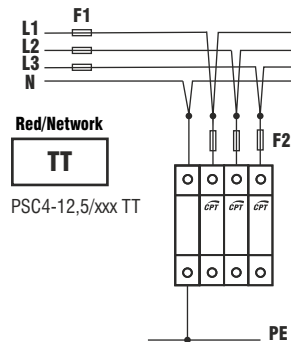 F1
L1
L2
L3
N
Red/Network
TT
PSC4-12,5/xxx TT
F2
CPT CPT CPT
PE